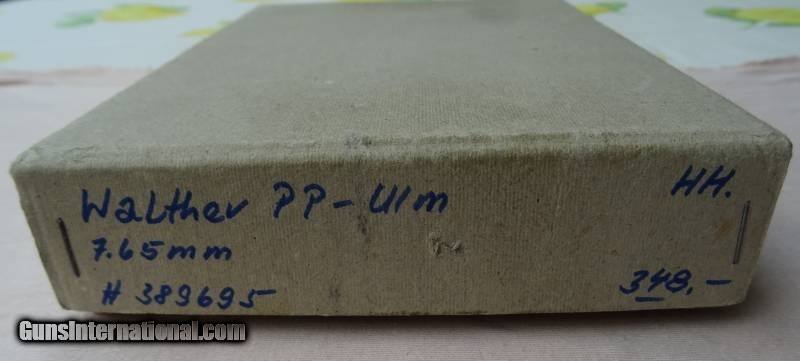 Walther PP-Ulm HH.
7.65mm
# 389695 348,-
GunsInternational.com